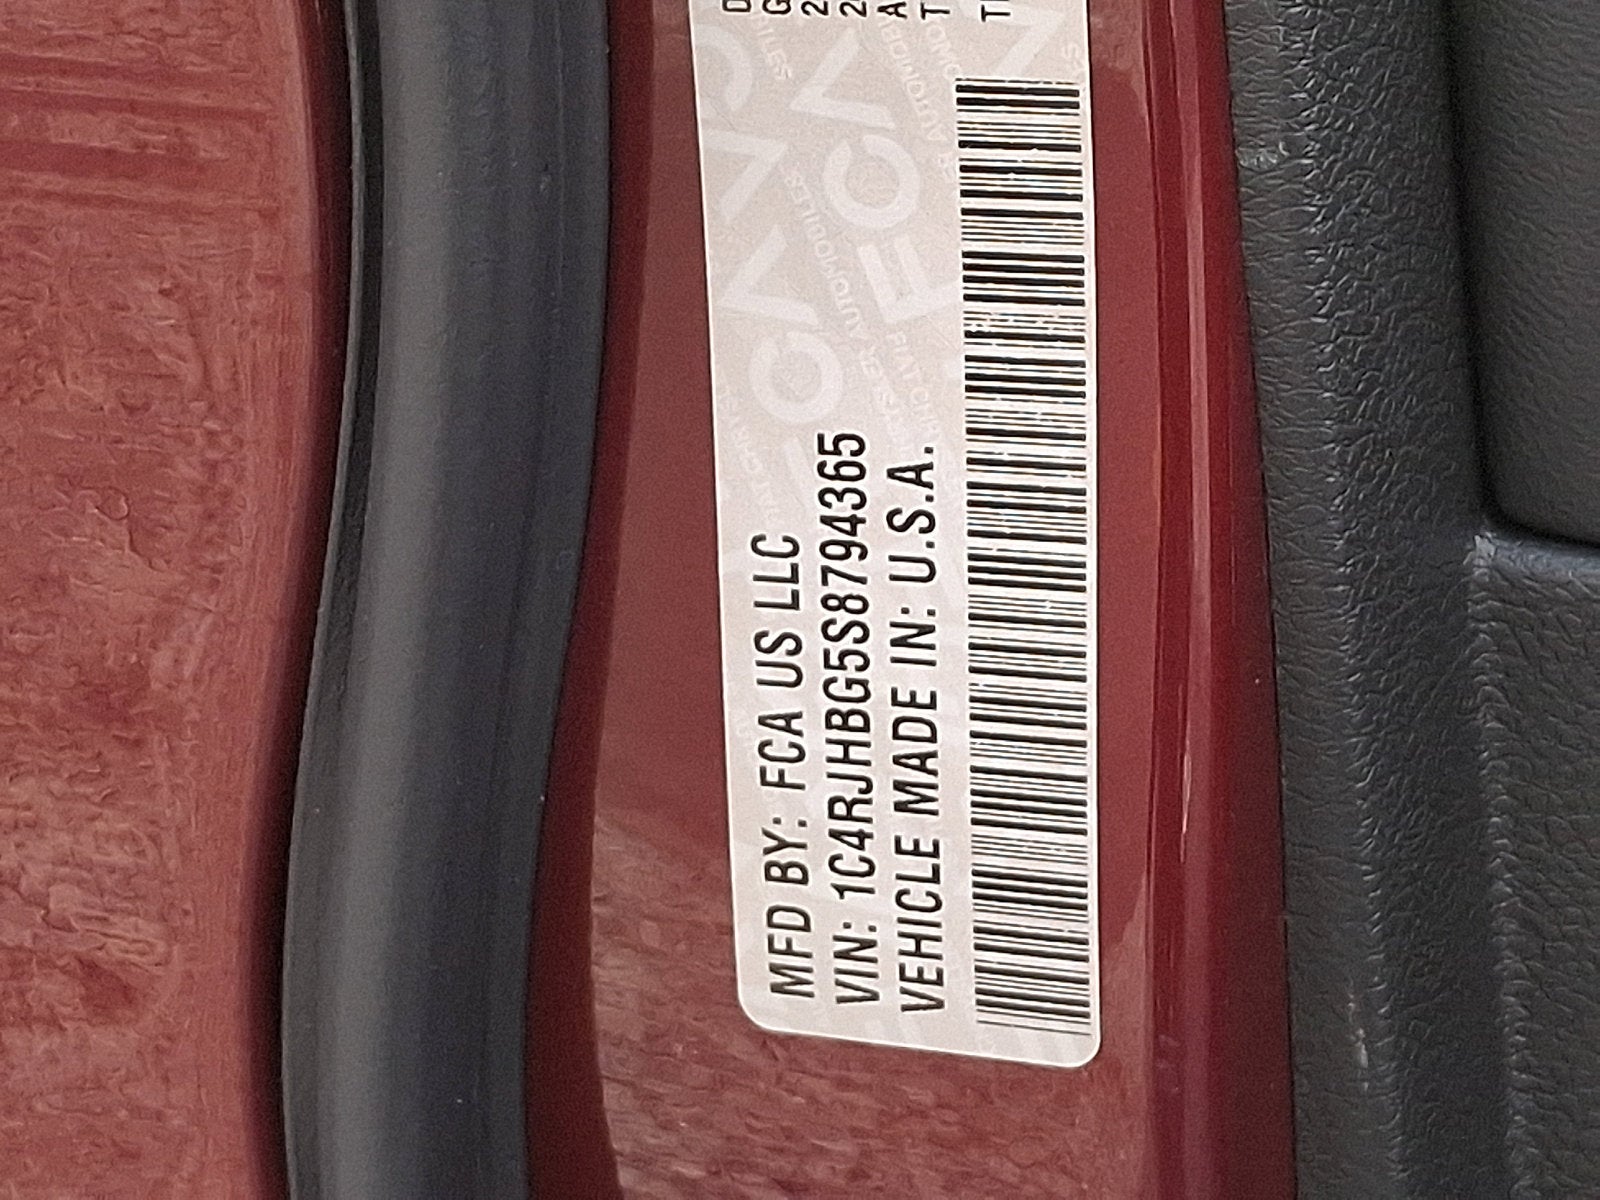 MFD BY: FCA US LLC
VIN: 1C4RJHBG5S8794365
VEHICLE MADE IN: U.S.A.